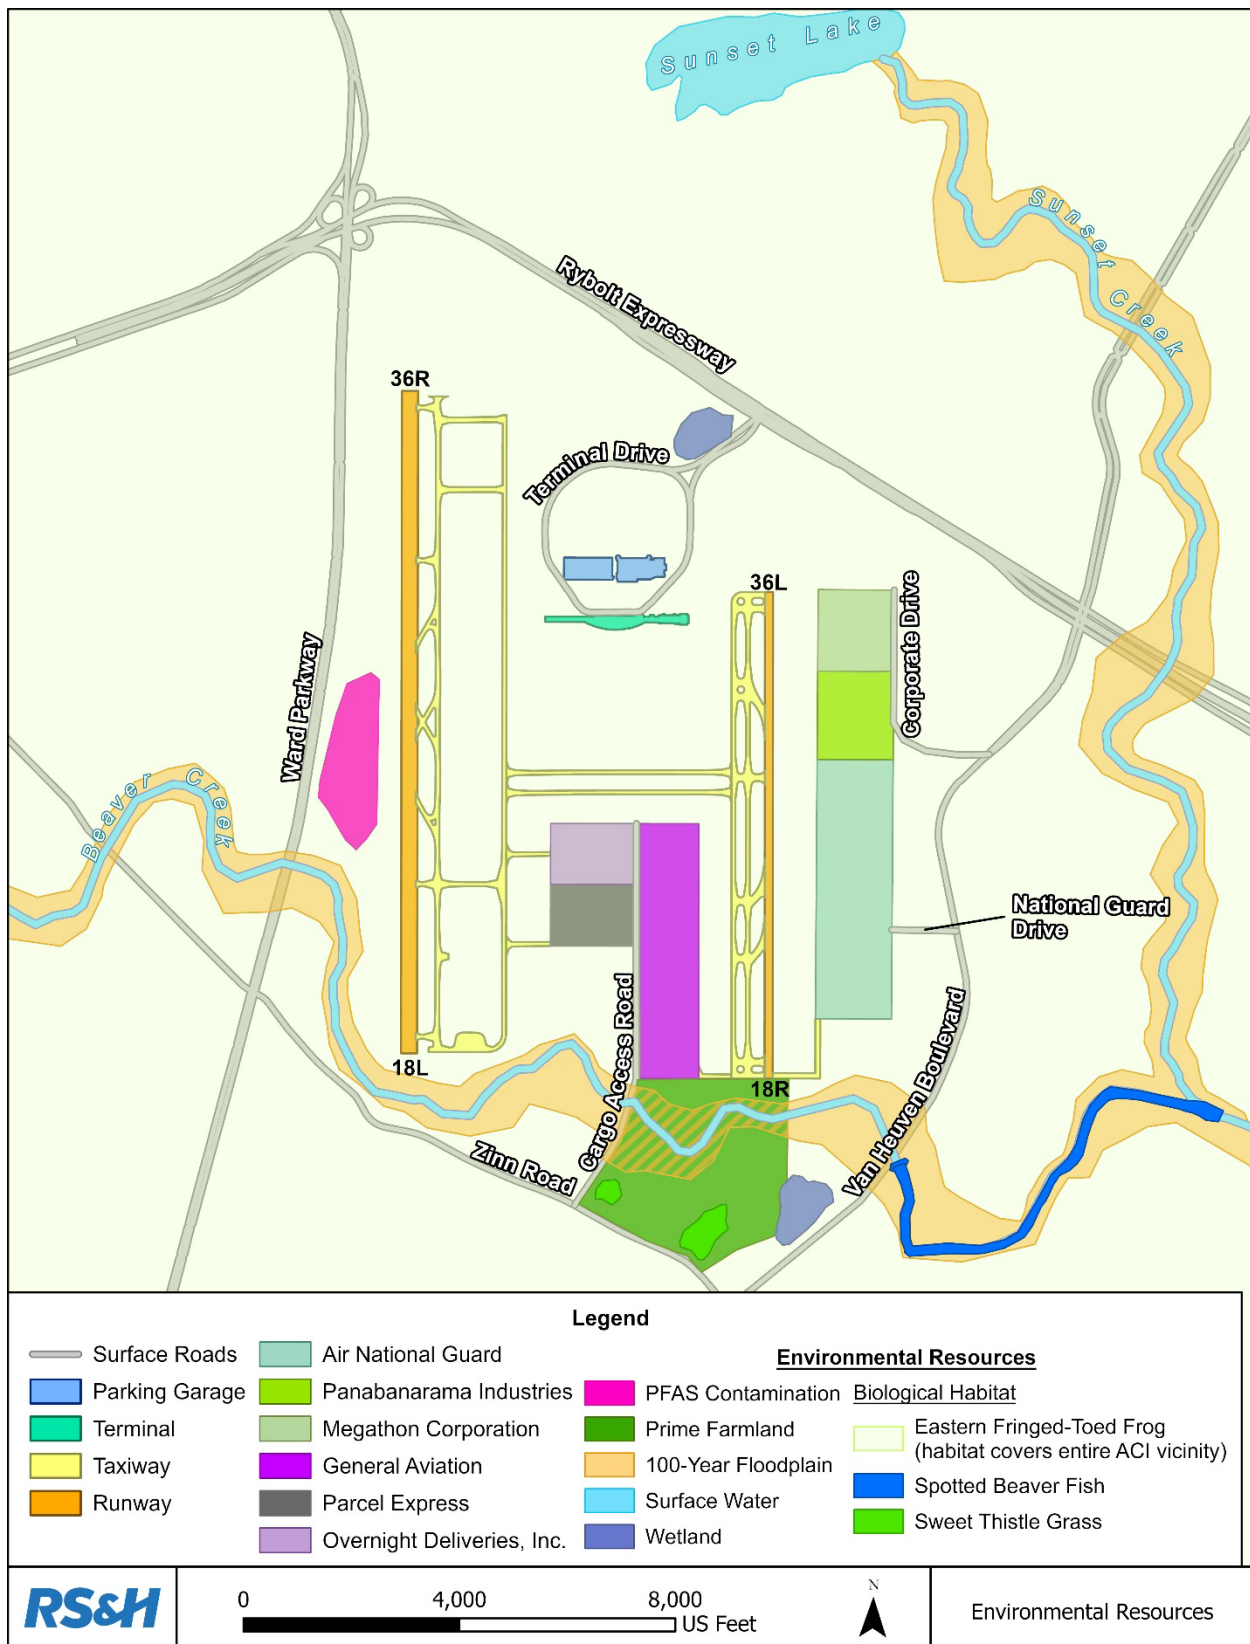 Sunset Lake
Sunset Creek
Rybolt Expressway
36R
Terminal Drive
36L
Corporate Drive
Ward Parkway
Beaver Creek
National Guard
Drive
Cargo Access Road
Van Heuven Boulevard
18L
18R
Zinn Road
Legend
Surface Roads
Parking Garage
Terminal
Taxiway
Runway
Air National Guard
Panabanarama Industries
Megathon Corporation
General Aviation
Parcel Express
Overnight Deliveries, Inc.
Environmental Resources
PFAS Contamination
Prime Farmland
100-Year Floodplain
Surface Water
Wetland
Biological Habitat
Eastern Fringed-Toed Frog
(habitat covers entire ACI vicinity)
Spotted Beaver Fish
Sweet Thistle Grass
RS&H
0 4,000 8,000
US Feet
N
Environmental Resources